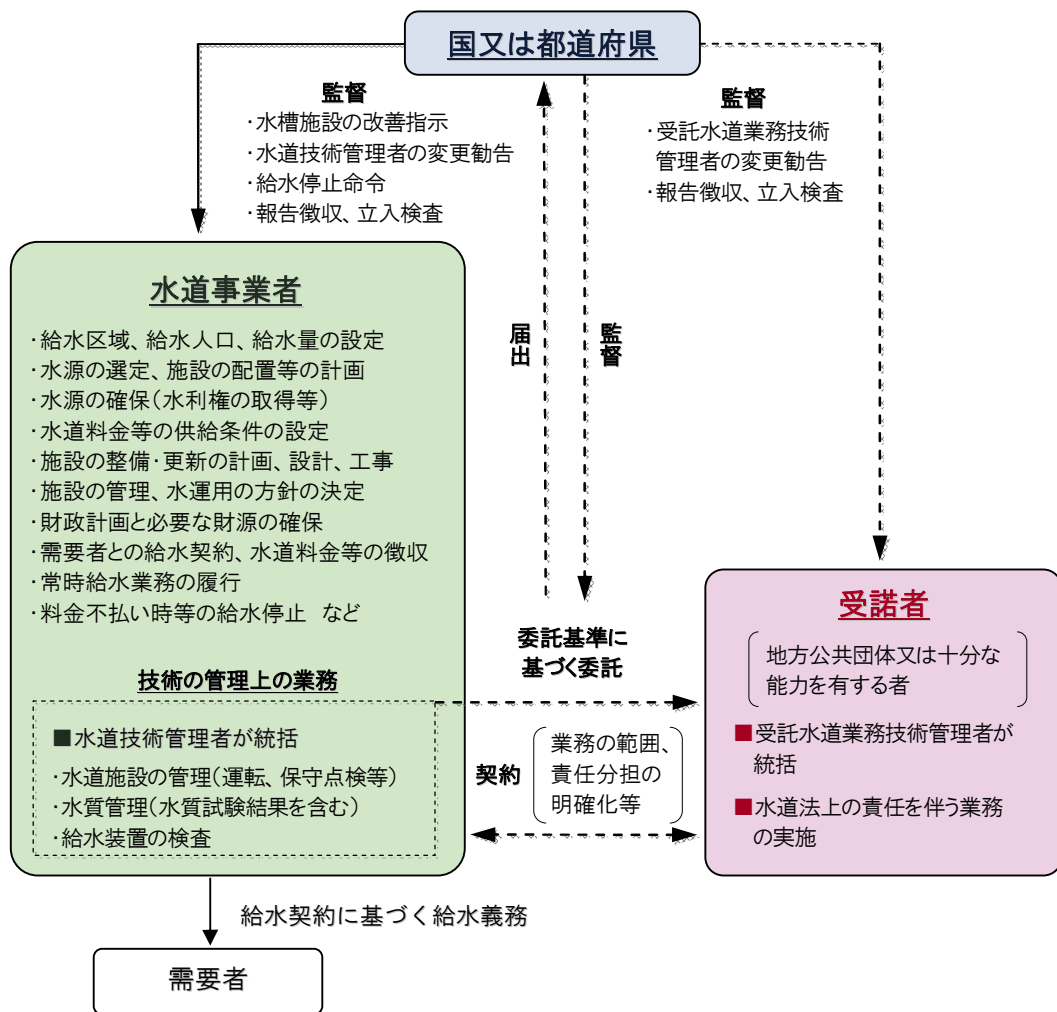 国又は都道府県
監督
・水槽施設の改善指示
・水道技術管理者の変更勧告
・給水停止命令
・報告徴収、立入検査
監督
・受託水道業務技術
管理者の変更勧告
・報告徴収、立入検査
水道事業者
・給水区域、給水人口、給水量の設定
・水源の選定、施設の配置等の計画
・水源の確保（水利権の取得等）
・水道料金等の供給条件の設定
・施設の整備・更新の計画、設計、工事
・施設の管理、水運用の方針の決定
・財政計画と必要な財源の確保
・需要者との給水契約、水道料金等の徴収
・常時給水業務の履行
・料金不払い時等の給水停止　など
技術の管理上の業務
■水道技術管理者が統括
・水道施設の管理（運転、保守点検等）
・水質管理（水質試験結果を含む）
・給水装置の検査
届出
監督
委託基準に
基づく委託
契約
業務の範囲、
責任分担の
明確化等
受諾者
地方公共団体又は十分な
能力を有する者
■受託水道業務技術管理者が
統括
■水道法上の責任を伴う業務
の実施
給水契約に基づく給水義務
需要者